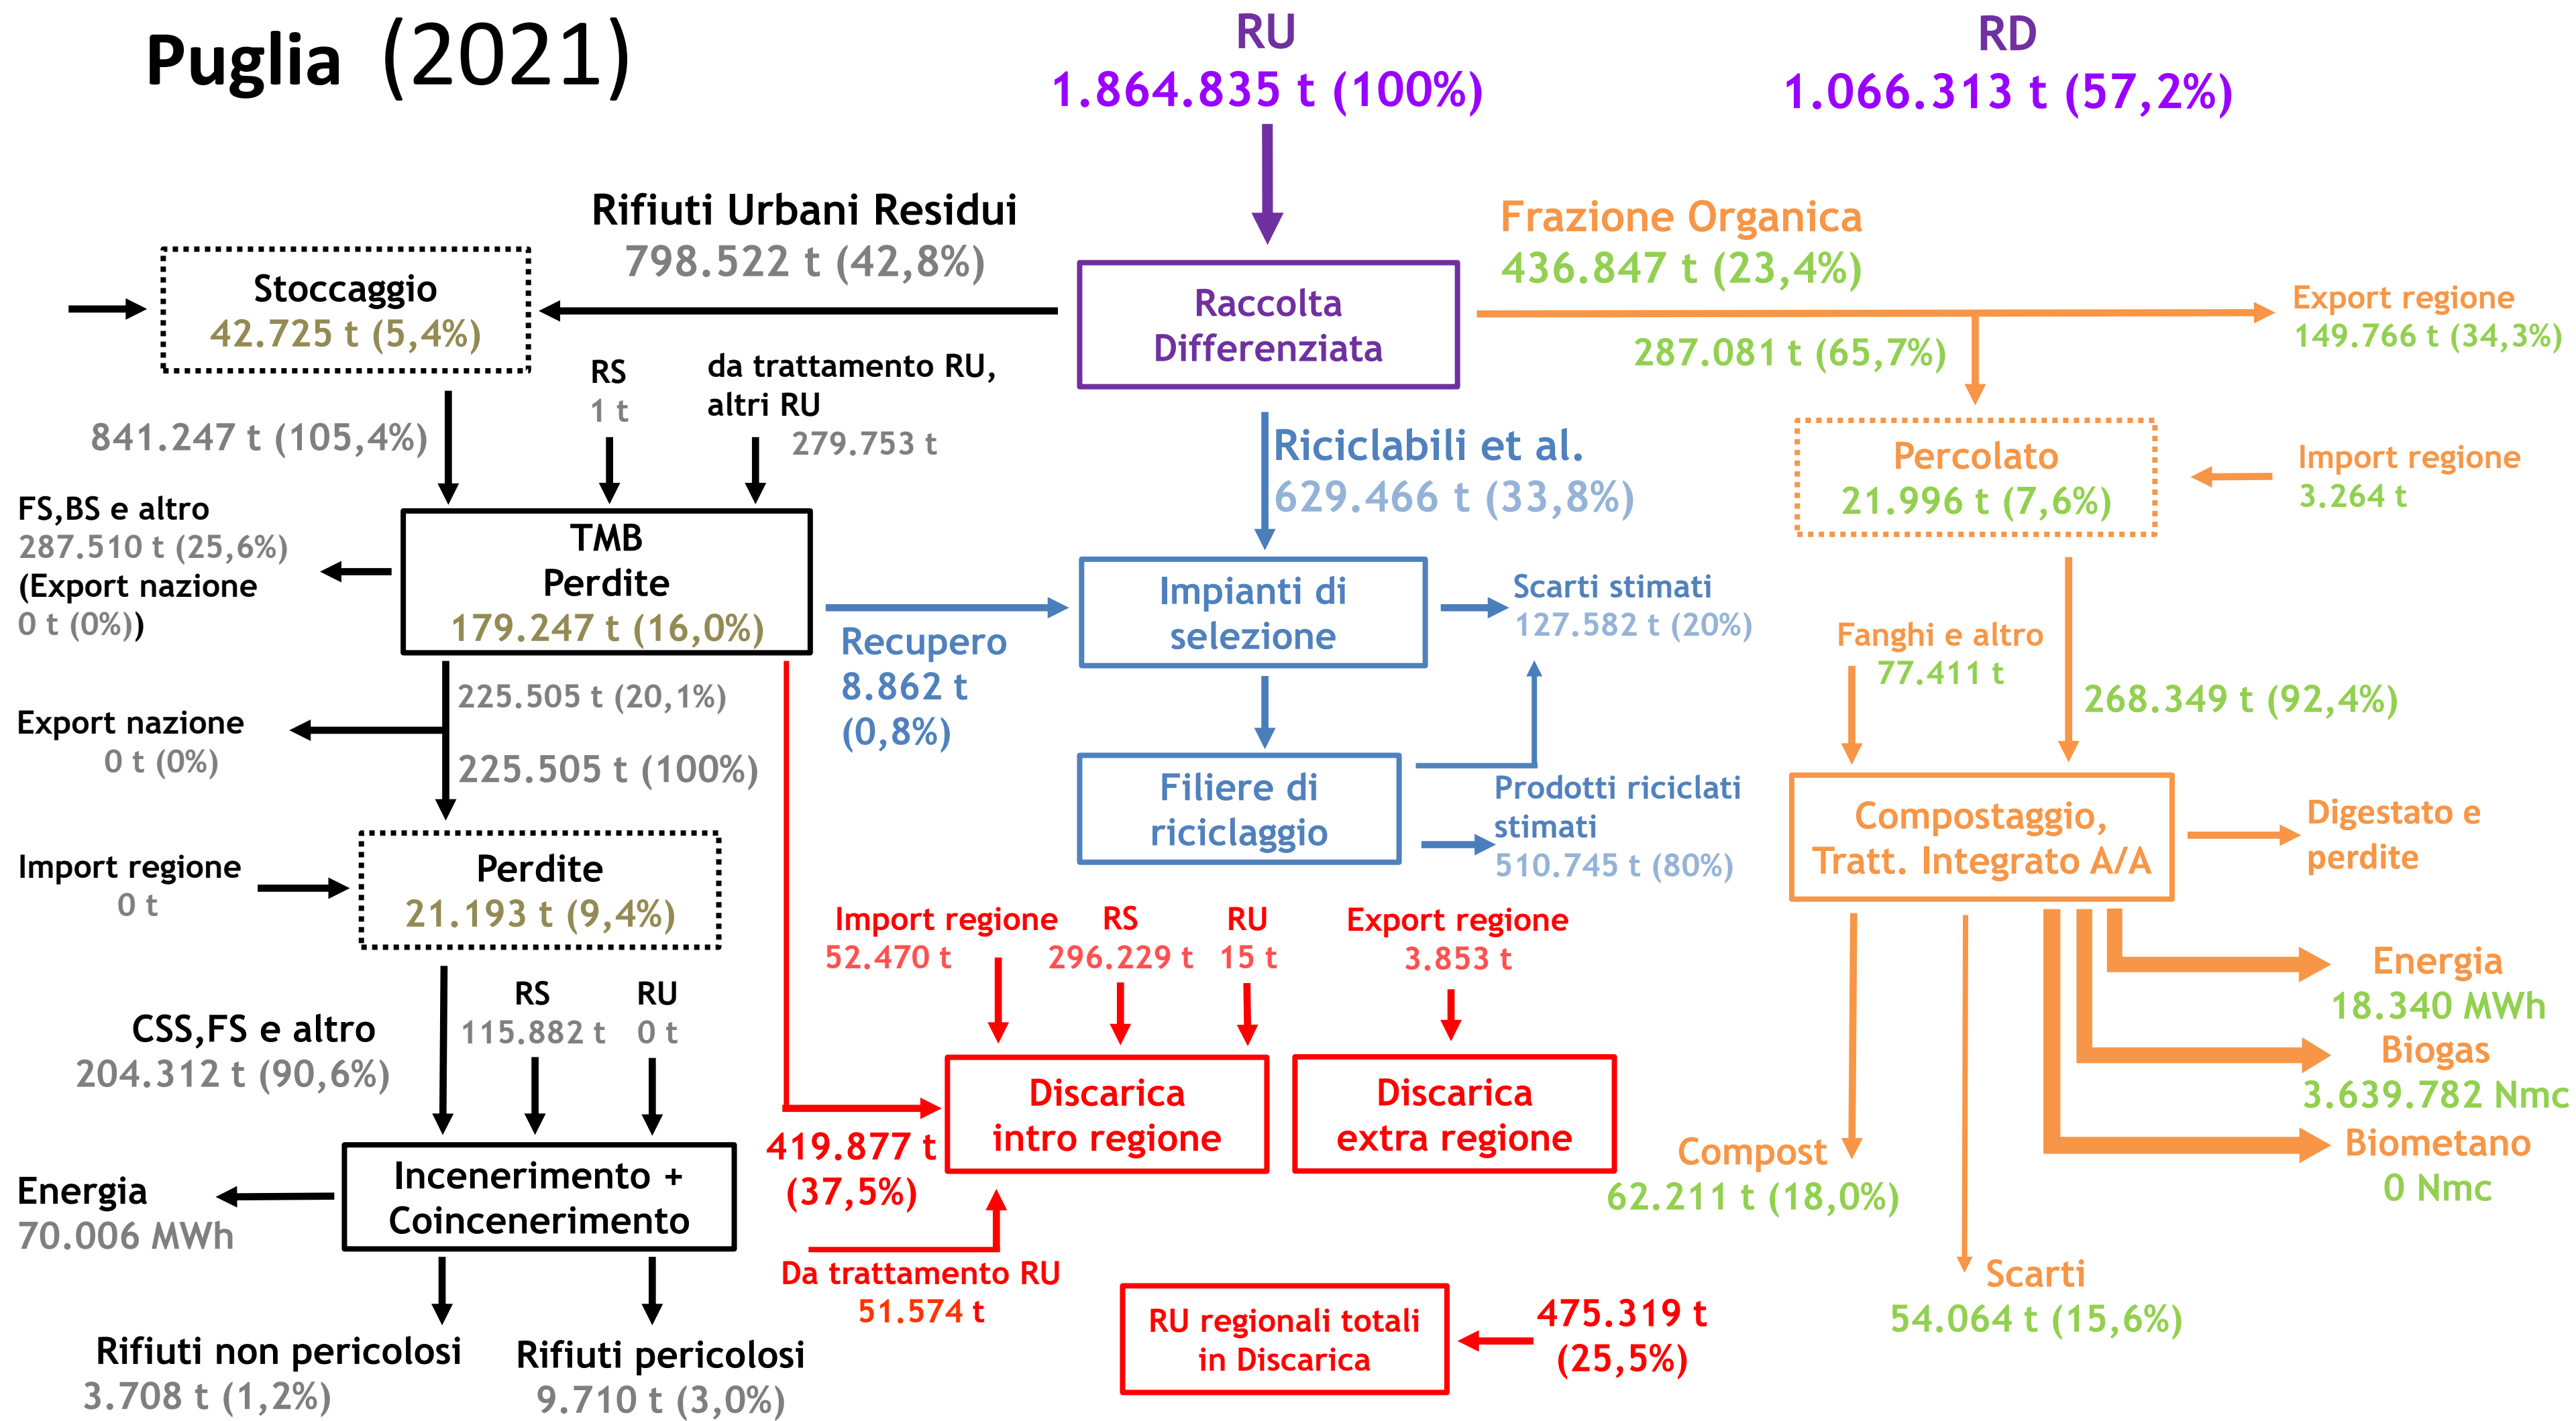 Puglia (2021)
RU
1.864.835 t (100%)
RD
1.066.313 t (57,2%)
Rifiuti Urbani Residui
798.522 t (42,8%)
Stoccaggio
42.725 t (5,4%)
Raccolta
Differenziata
Frazione Organica
436.847 t (23,4%)
287.081 t (65,7%)
Export regione
149.766 t (34,3%)
841.247 t (105,4%)
RS
1 t
da trattamento RU,
altri RU
279.753 t
Riciclabili et al.
629.466 t (33,8%)
Percolato
21.996 t (7,6%)
Import regione
3.264 t
FS,BS e altro
287.510 t (25,6%)
(Export nazione
0 t (0%))
TMB
Perdite
179.247 t (16,0%)
Recupero
8.862 t
(0,8%)
Impianti di
selezione
Scarti stimati
127.582 t (20%)
Fanghi e altro
77.411 t
268.349 t (92,4%)
225.505 t (20,1%)
Export nazione
0 t (0%)
225.505 t (100%)
Filiere di
riciclaggio
Prodotti riciclati
stimati
510.745 t (80%)
Compostaggio,
Tratt. Integrato A/A
Digestato e
perdite
Import regione
0 t
Perdite
21.193 t (9,4%)
Import regione
52.470 t
RS
296.229 t
RU
15 t
Export regione
3.853 t
Energia
18.340 MWh
Biogas
3.639.782 Nmc
Biometano
0 Nmc
CSS,FS e altro
204.312 t (90,6%)
RS
115.882 t
RU
0 t
Discarica
intro regione
Discarica
extra regione
419.877 t
(37,5%)
Compost
62.211 t (18,0%)
Energia
70.006 MWh
Incenerimento +
Coincenerimento
Da trattamento RU
51.574 t
Scarti
54.064 t (15,6%)
RU regionali totali
in Discarica
475.319 t
(25,5%)
Rifiuti non pericolosi
3.708 t (1,2%)
Rifiuti pericolosi
9.710 t (3,0%)